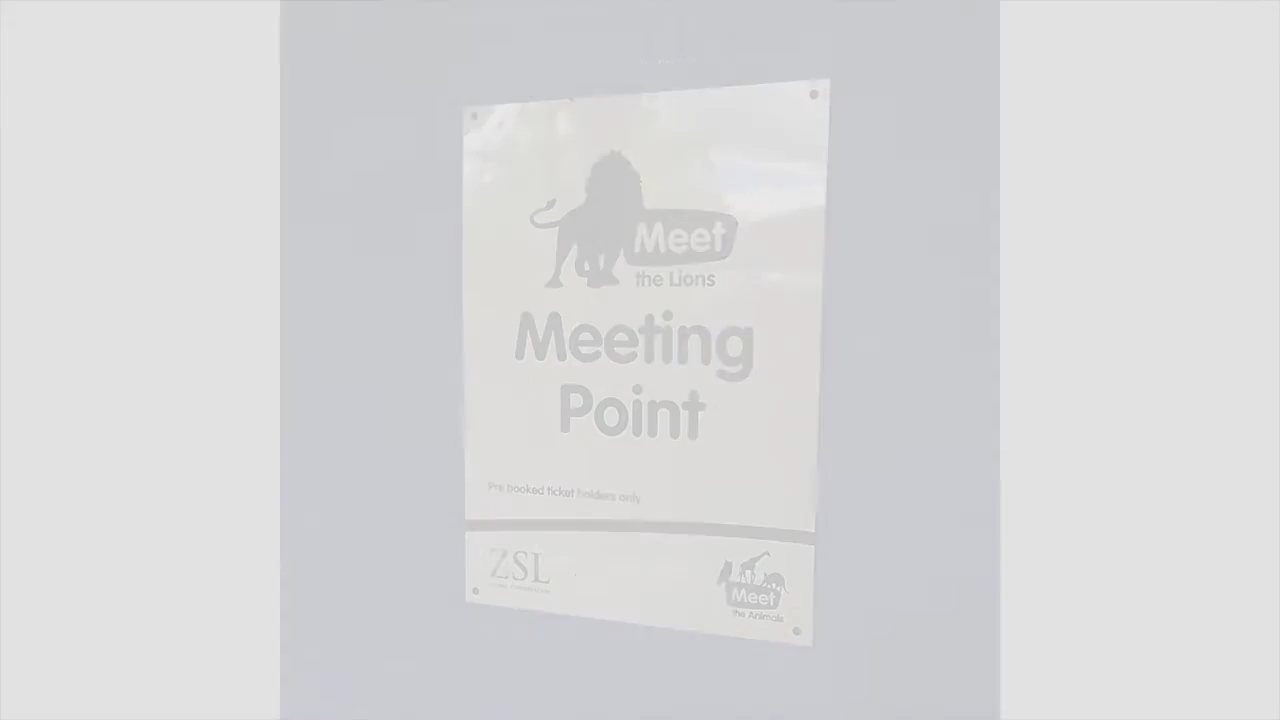 Meet
the Lions
Meeting
Point
Pre booked ticket holders only
ZSL
Meet
the Animals